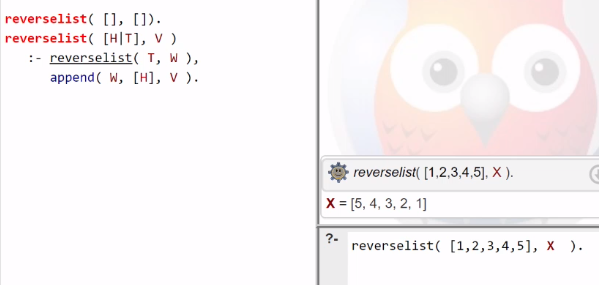 reverselist( [], []).
reverselist( [H|T], V )
:- reverselist( T, W ),
append( W, [H], V ).
reverselist( [1,2,3,4,5], X ).
X = [5, 4, 3, 2, 1]
?- reverselist( [1,2,3,4,5], X ).